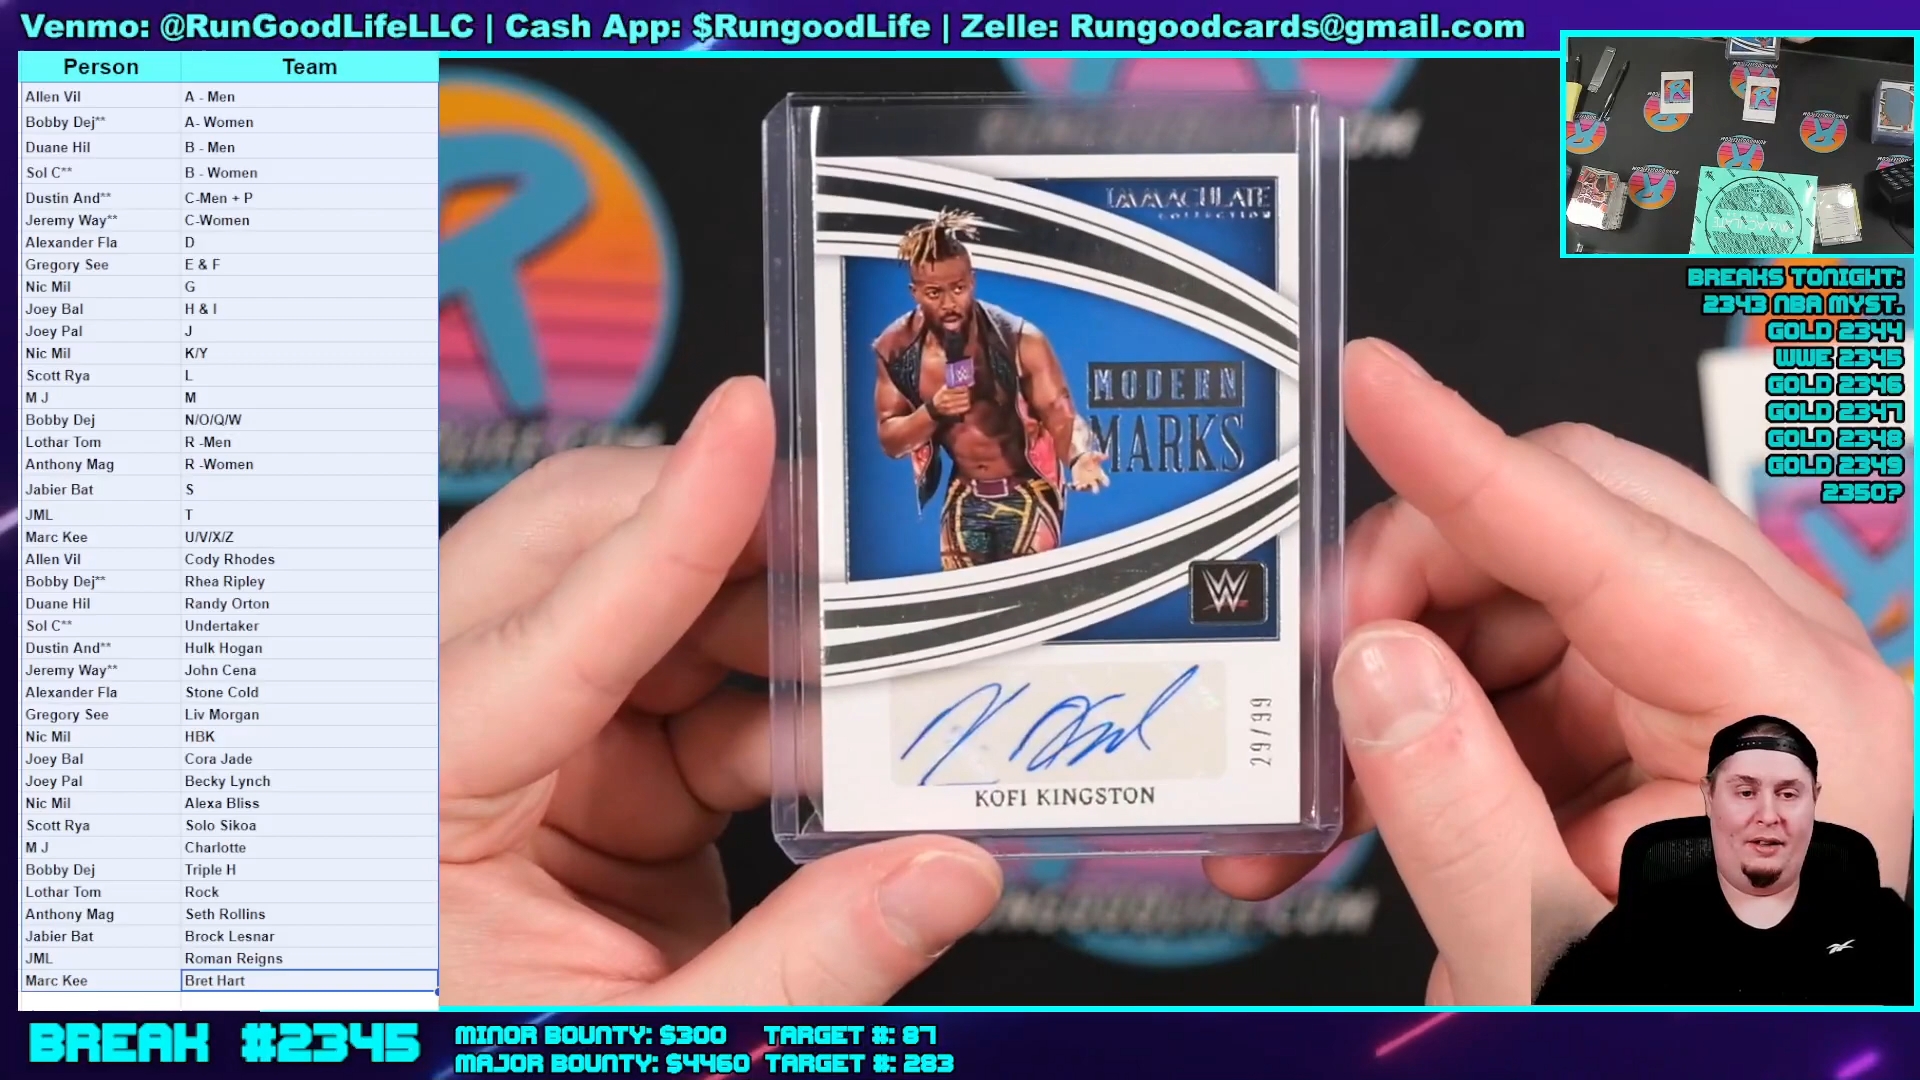 Venmo: @RunGoodLifeLLC | Cash App: $RungoodLife | Zelle: Rungoodcards@gmail.com
Person Team
Allen Vil A - Men
Bobby Dej** A- Women
Duane Hil B - Men
Sol C** B - Women
Dustin And** C-Men + P
Jeremy Way** C-Women
Alexander Fla D
Gregory See E & F
Nic Mil G
Joey Bal H & I
Joey Pal J
Nic Mil K/Y
Scott Rya L
M J M
Bobby Dej N/O/Q/W
Lothar Tom R -Men
Anthony Mag R -Women
Jabier Bat S
JML T
Marc Kee U/V/X/Z
Allen Vil Cody Rhodes
Bobby Dej** Rhea Ripley
Duane Hil Randy Orton
Sol C** Undertaker
Dustin And** Hulk Hogan
Jeremy Way** John Cena
Alexander Fla Stone Cold
Gregory See Liv Morgan
Nic Mil HBK
Joey Bal Cora Jade
Joey Pal Becky Lynch
Nic Mil Alexa Bliss
Scott Rya Solo Sikoa
M J Charlotte
Bobby Dej Triple H
Lothar Tom Rock
Anthony Mag Seth Rollins
Jabier Bat Brock Lesnar
JML Roman Reigns
Marc Kee Bret Hart
IMMACULATE
COLLECTION
MODERN
MARKS
W
29/99
KOFI KINGSTON
BREAKS TONIGHT:
2343 NBA MYST.
GOLD 2344
WWE 2345
GOLD 2346
GOLD 2347
GOLD 2348
GOLD 2349
2350?
BREAK #2345
MINOR BOUNTY: $300 TARGET #: 87
MAJOR BOUNTY: $4460 TARGET #: 283